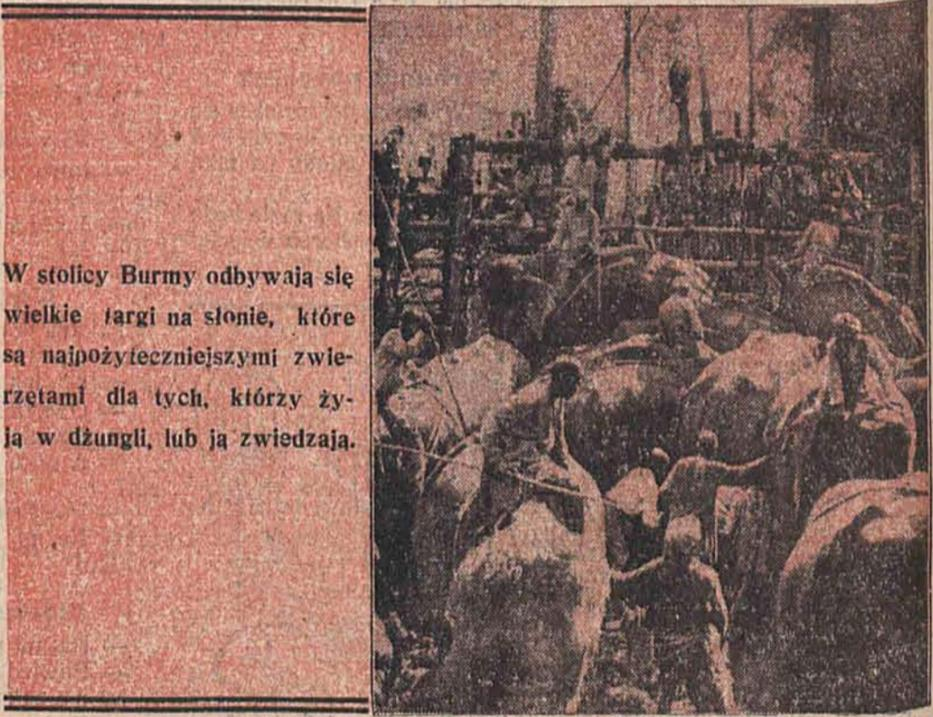 W stolicy Burmy odbywają się
wielkie targi na słonie, które
są najpożyteczniejszymi zwie-
rzętami dla tych, którzy ży-
ją w dżungli, lub ją zwiedzają.